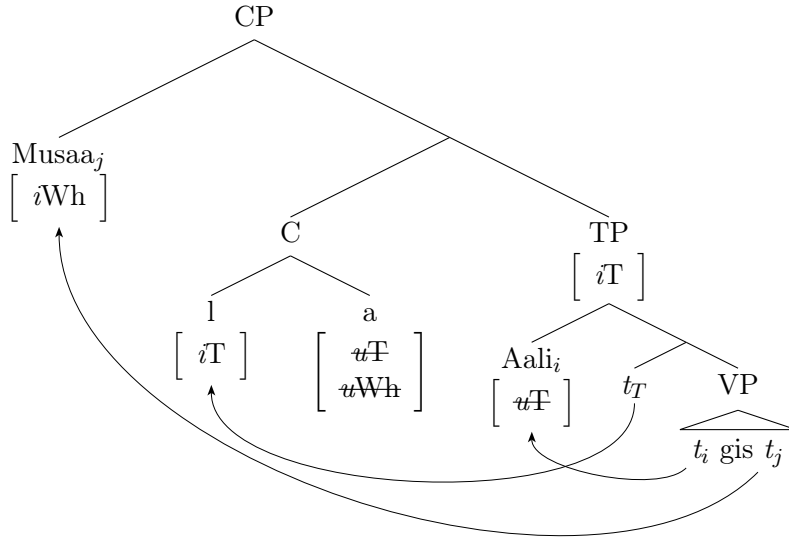 CP
Musaa_j
[ iWh ]
C
TP
[ iT ]
l
[ iT ]
a
[ uT
uWh ]
Aali_i
[ uT ]
t_T
VP
t_i gis t_j